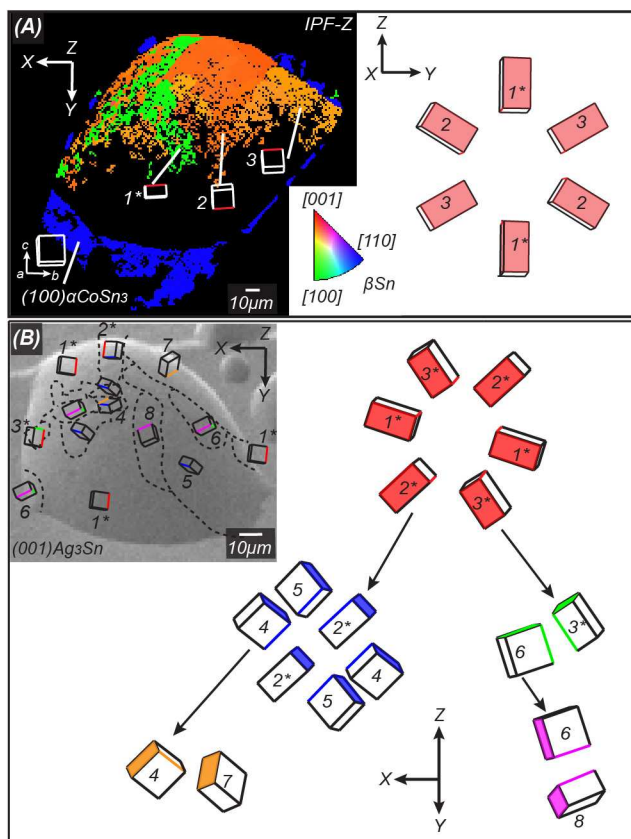 (A)
IPF-Z
X
Z
Y
1*
2
3
c
a
b
(100)αCoSn3
10μm
[001]
[110]
[100]
βSn
Z
X
Y
1*
2
3
3
2
1*
(B)
2*
7
1*
X
Z
Y
4
8
3*
6
1*
5
6
1*
10μm
(001)Ag3Sn
3*
2*
1*
1*
2*
3*
5
4
2*
2*
4
5
3*
6
6
8
4
7
Z
X
Y